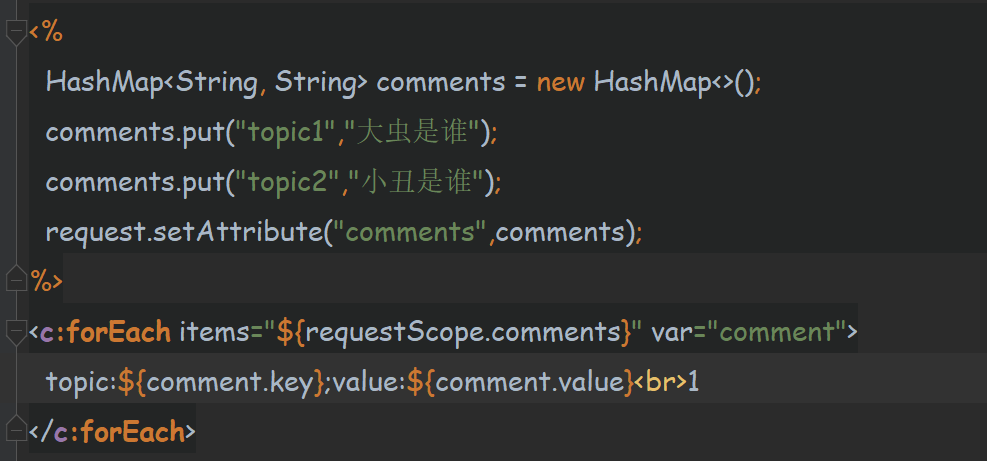 <%
HashMap<String, String> comments = new HashMap<>();
comments.put("topic1","大虫是谁");
comments.put("topic2","小丑是谁");
request.setAttribute("comments",comments);
%>
<c:forEach items="${requestScope.comments}" var="comment">
topic:${comment.key};value:${comment.value}<br>1
</c:forEach>